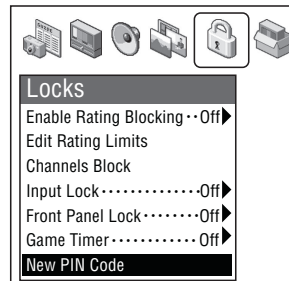 Locks
Enable Rating Blocking ··Off
Edit Rating Limits
Channels Block
Input Lock ·············Off
Front Panel Lock ········Off
Game Timer ············ Off
New PIN Code